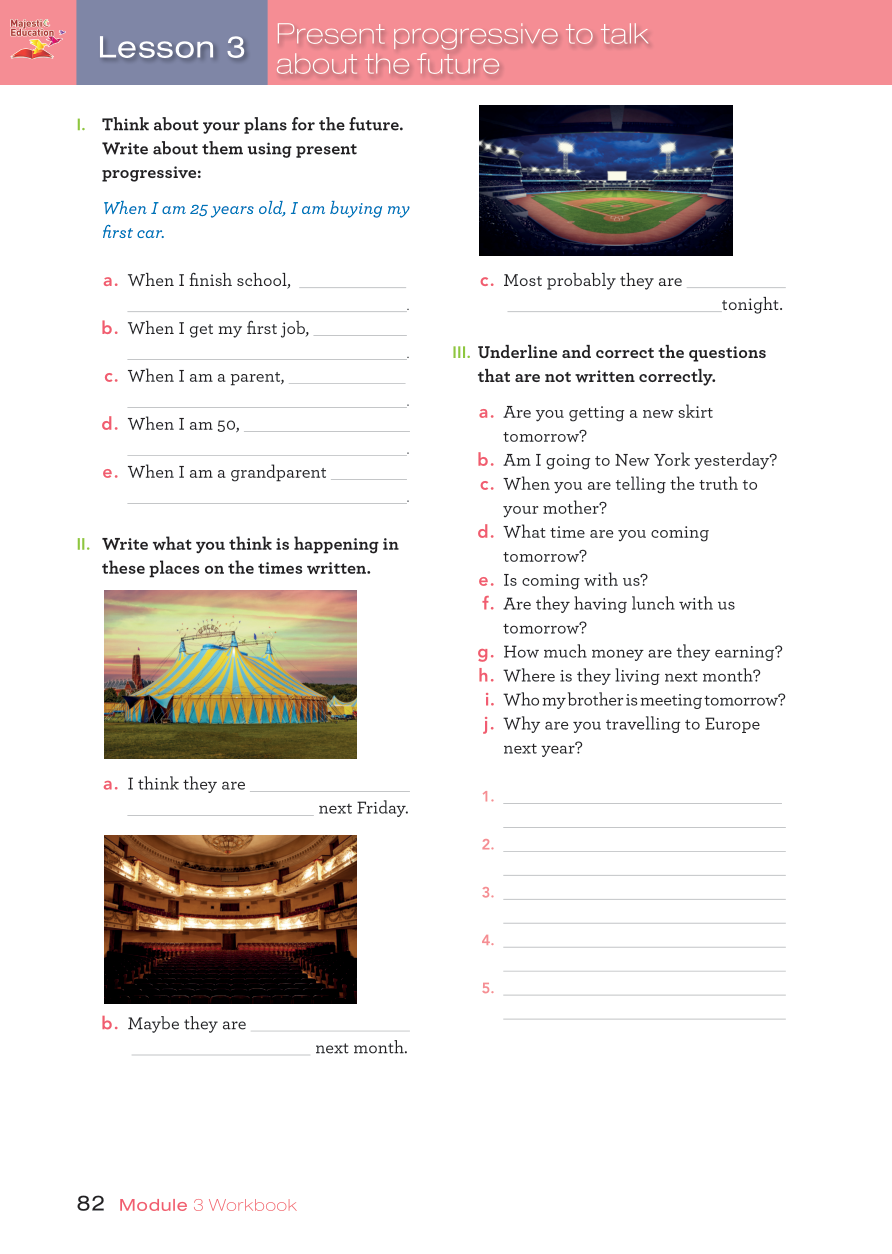 Majestic
Education
Lesson 3
Present progressive to talk
about the future
I. Think about your plans for the future.
Write about them using present
progressive:
When I am 25 years old, I am buying my
first car.
a. When I finish school, ____________
____________.
b. When I get my first job, ____________
____________.
c. When I am a parent, ____________
____________.
d. When I am 50, ____________
____________.
e. When I am a grandparent ____________
____________.
II. Write what you think is happening in
these places on the times written.
a. I think they are ____________
____________ next Friday.
b. Maybe they are ____________
____________ next month.
c. Most probably they are ____________
____________tonight.
III. Underline and correct the questions
that are not written correctly.
a. Are you getting a new skirt
tomorrow?
b. Am I going to New York yesterday?
c. When you are telling the truth to
your mother?
d. What time are you coming
tomorrow?
e. Is coming with us?
f. Are they having lunch with us
tomorrow?
g. How much money are they earning?
h. Where is they living next month?
i. Who my brother is meeting tomorrow?
j. Why are you travelling to Europe
next year?
1. ____________
____________
2. ____________
____________
3. ____________
____________
4. ____________
____________
5. ____________
____________
82 Module 3 Workbook